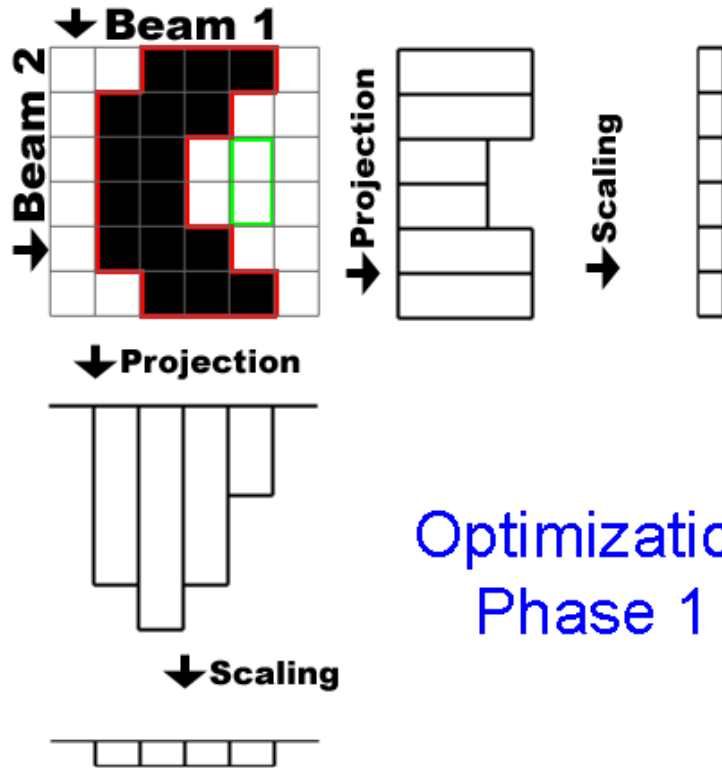 Beam 1
Beam 2
Projection
Scaling
Projection
Optimizatio
Phase 1
Scaling